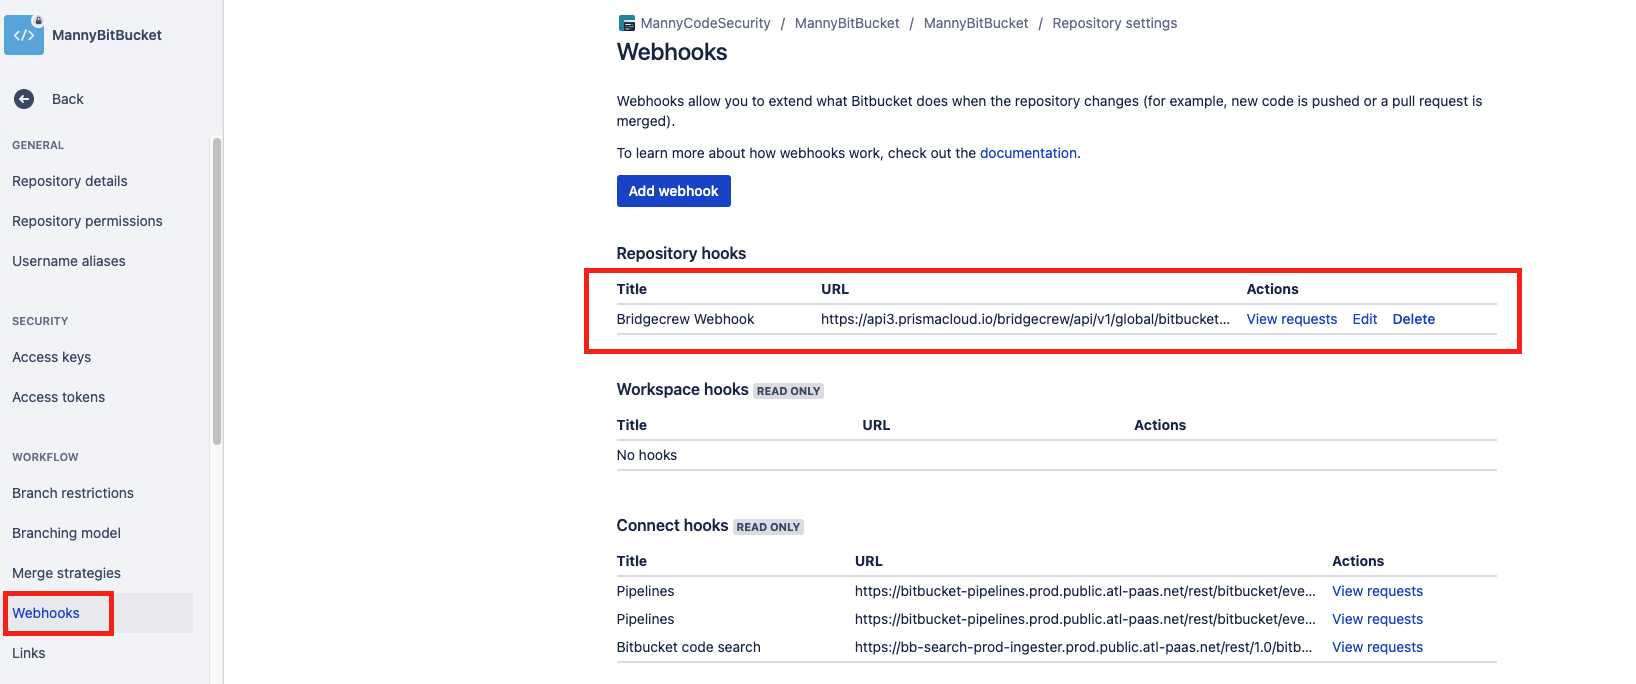 </>
MannyBitBucket
Back
GENERAL
Repository details
Repository permissions
Username aliases
SECURITY
Access keys
Access tokens
WORKFLOW
Branch restrictions
Branching model
Merge strategies
Webhooks
Links
MannyCodeSecurity / MannyBitBucket / MannyBitBucket / Repository settings
Webhooks
Webhooks allow you to extend what Bitbucket does when the repository changes (for example, new code is pushed or a pull request is
merged).
To learn more about how webhooks work, check out the documentation.
Add webhook
Repository hooks
Title URL Actions
Bridgecrew Webhook https://api3.prismacloud.io/bridgecrew/api/v1/global/bitbucket... View requests Edit Delete
Workspace hooks READ ONLY
Title URL Actions
No hooks
Connect hooks READ ONLY
Title URL Actions
Pipelines https://bitbucket-pipelines.prod.public.atl-paas.net/rest/bitbucket/eve... View requests
Pipelines https://bitbucket-pipelines.prod.public.atl-paas.net/rest/bitbucket/eve... View requests
Bitbucket code search https://bb-search-prod-ingester.prod.public.atl-paas.net/rest/1.0/bitb... View requests